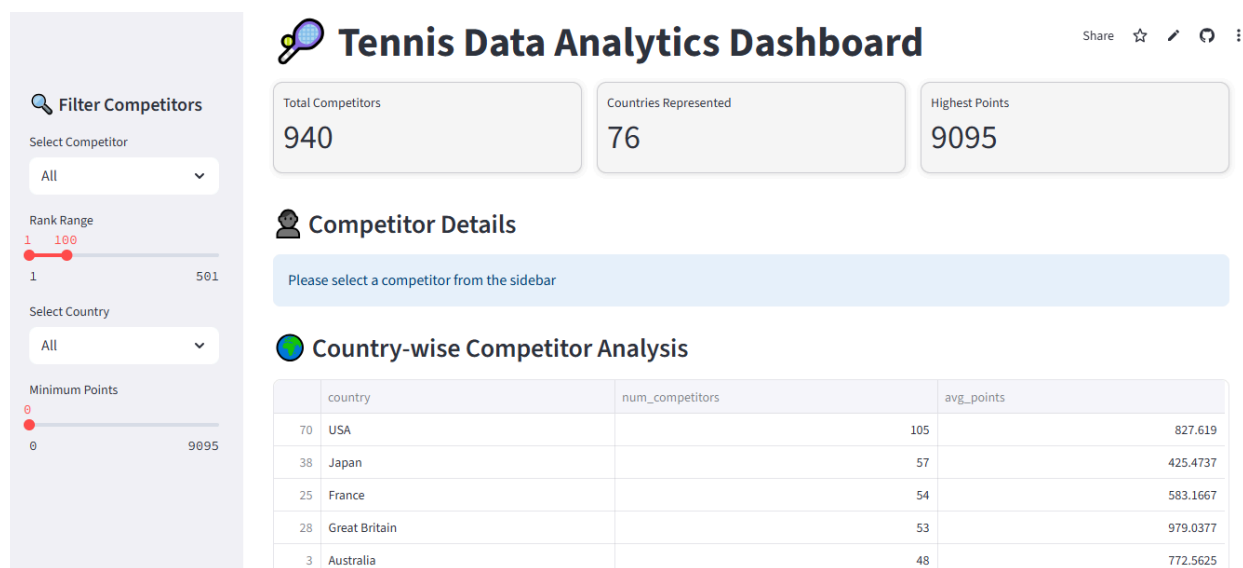 Tennis Data Analytics Dashboard
Share
Filter Competitors
Select Competitor
All
Rank Range
1 100
1 501
Select Country
All
Minimum Points
0
0 9095
Total Competitors
940
Countries Represented
76
Highest Points
9095
Competitor Details
Please select a competitor from the sidebar
Country-wise Competitor Analysis
country num_competitors avg_points
70 USA 105 827.619
38 Japan 57 425.4737
25 France 54 583.1667
28 Great Britain 53 979.0377
3 Australia 48 772.5625